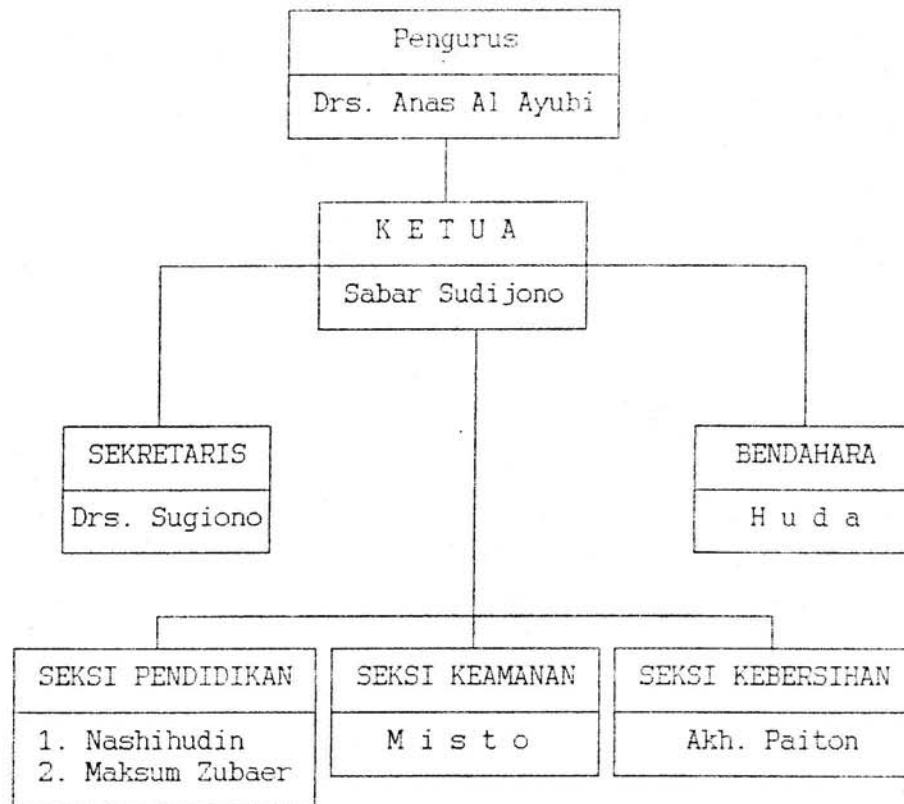 Pengurus
Drs. Anas Al Ayubi
K E T U A
Sabar Sudijono
SEKRETARIS
Drs. Sugiono
BENDAHARA
H u d a
SEKSI PENDIDIKAN
1. Nashihudin
2. Maksum Zubaer
SEKSI KEAMANAN
M i s t o
SEKSI KEBERSIHAN
Akh. Paiton